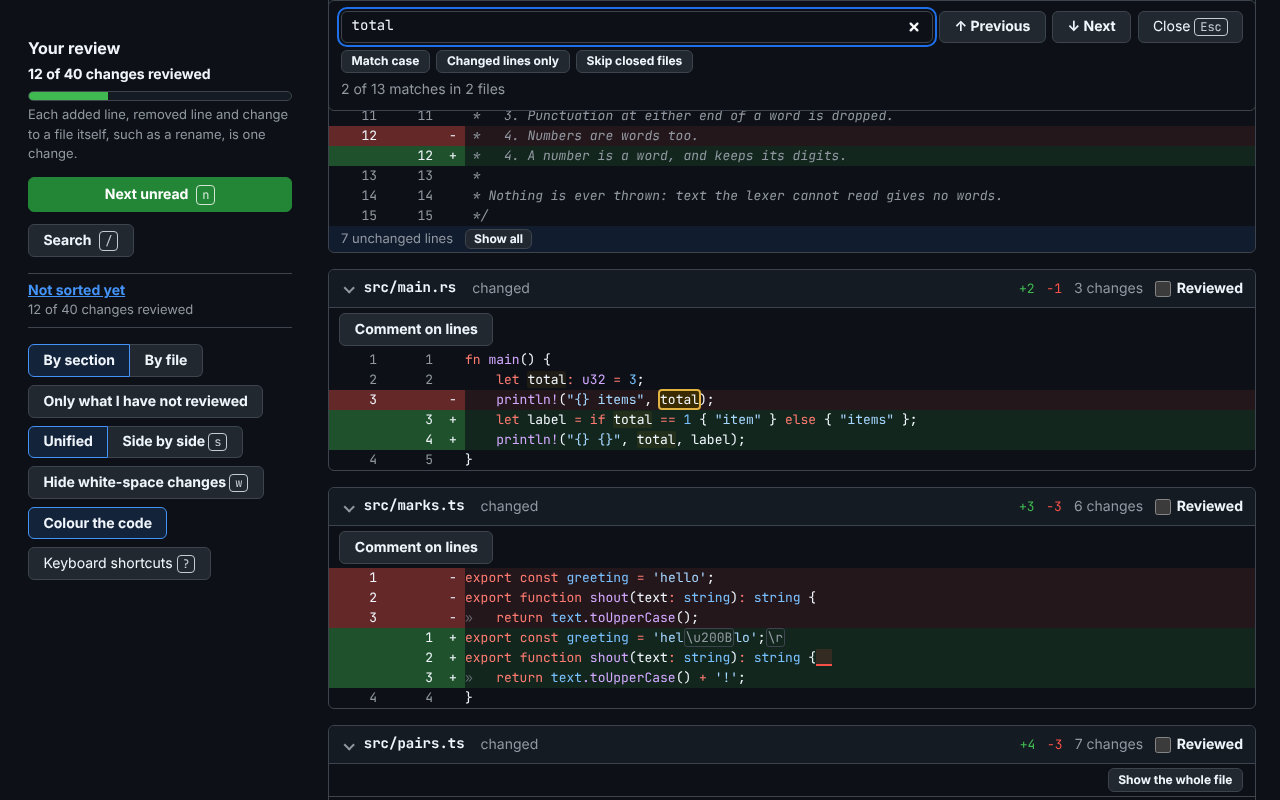 Your review
12 of 40 changes reviewed
Each added line, removed line and change
to a file itself, such as a rename, is one
change.
Next unread n
Search /
Not sorted yet
12 of 40 changes reviewed
By section By file
Only what I have not reviewed
Unified Side by side s
Hide white-space changes w
Colour the code
Keyboard shortcuts ?
total × ↑ Previous ↓ Next Close Esc
Match case Changed lines only Skip closed files
2 of 13 matches in 2 files
11 11 * 3. Punctuation at either end of a word is dropped.
12 - * 4. Numbers are words too.
12 + * 4. A number is a word, and keeps its digits.
13 13 *
14 14 * Nothing is ever thrown: text the lexer cannot read gives no words.
15 15 */
7 unchanged lines Show all
src/main.rs changed +2 -1 3 changes Reviewed
Comment on lines
1 1 fn main() {
2 2 let total: u32 = 3;
3 - println!("{} items", total);
3 + let label = if total == 1 { "item" } else { "items" };
4 + println!("{} {}", total, label);
4 5 }
src/marks.ts changed +3 -3 6 changes Reviewed
Comment on lines
1 - export const greeting = 'hello';
2 - export function shout(text: string): string {
3 - » return text.toUpperCase();
1 + export const greeting = 'hel\u200Blo';\r
2 + export function shout(text: string): string {
3 + » return text.toUpperCase() + '!';
4 4 }
src/pairs.ts changed +4 -3 7 changes Reviewed
Show the whole file